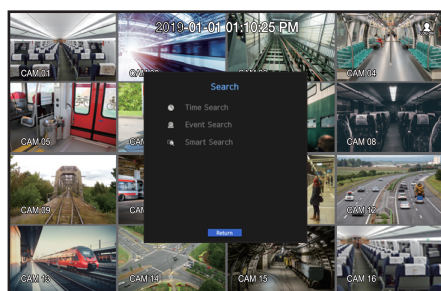 2019-01-01 01:10:25 PM
CAM 01
CAM 04
Search
Time Search
Event Search
Smart Search
CAM 05
CAM 08
CAM 09
CAM 12
Return
CAM 13
CAM 14
CAM 15
CAM 16